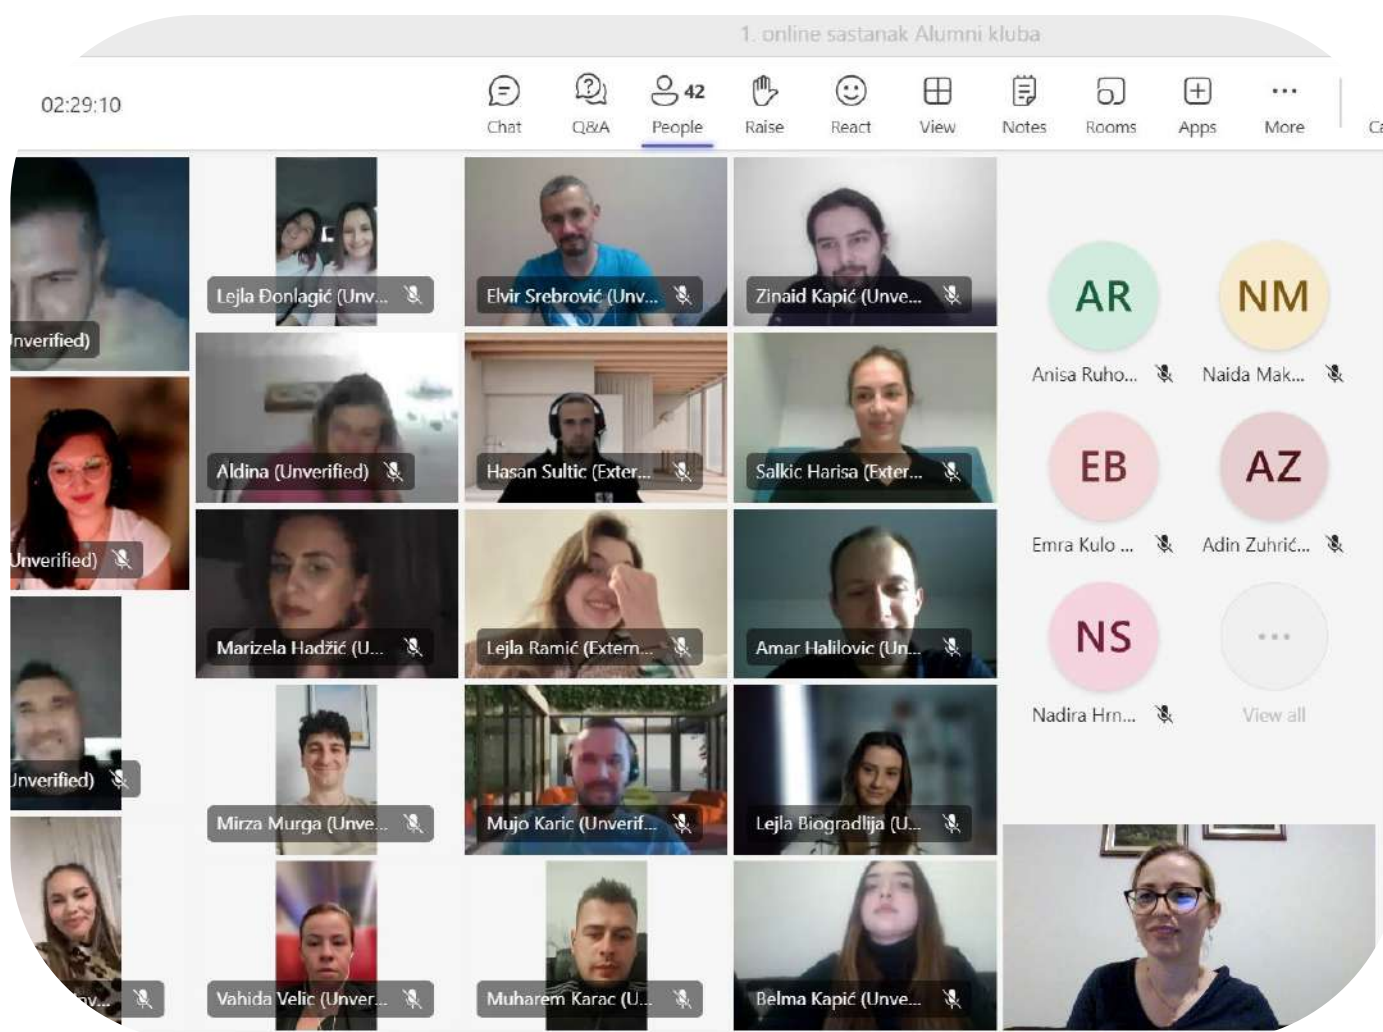 1. online sastanak Alumni kluba
02:29:10
42
Chat
Q&A
People
Raise
React
View
Notes
Rooms
Apps
More
Unverified)
Lejla Đonlagić (Unv...
Elvir Srebrović (Unv...
Zinaid Kapić (Unve...
AR
NM
Anisa Ruho...
Naida Mak...
Unverified)
Aldina (Unverified)
Hasan Sultic (Exter...
Salkic Harisa (Exter...
EB
AZ
Emra Kulo ...
Adin Zuhrić...
Unverified)
Marizela Hadžić (U...
Lejla Ramić (Extern...
Amar Halilovic (Un...
NS
Nadira Hrn...
View all
Mirza Murga (Unve...
Mujo Karic (Unverif...
Lejla Biogradlija (U...
Vahida Velic (Unver...
Muharem Karac (U...
Belma Kapić (Unve...